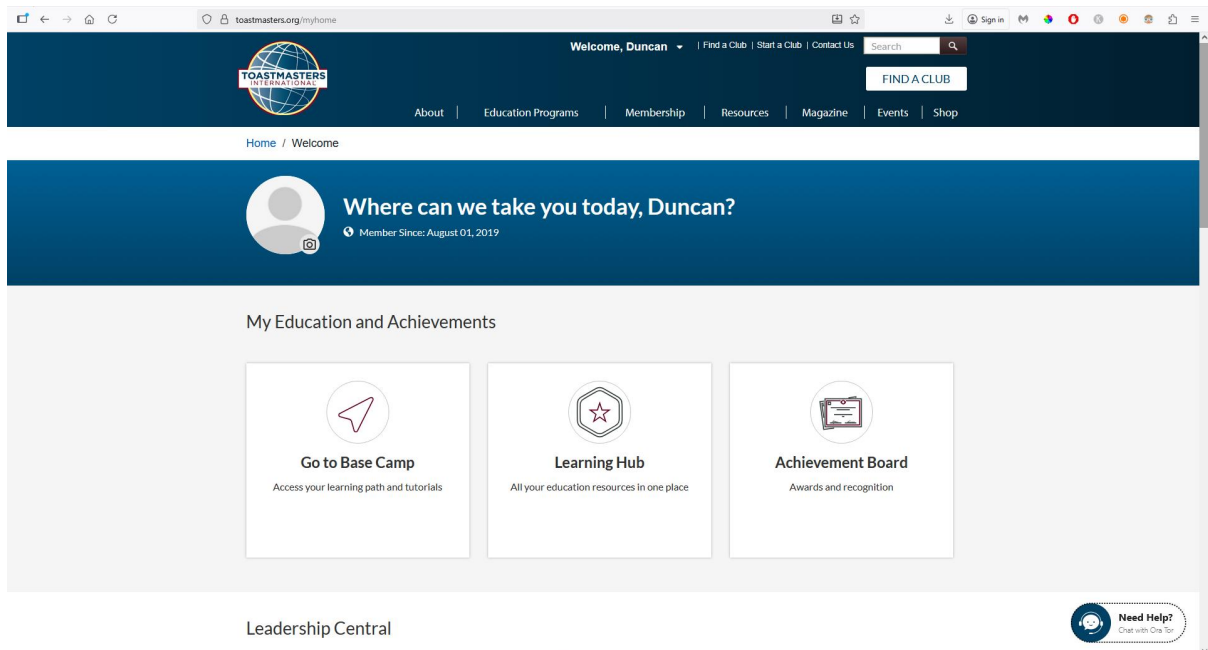 toastmasters.org/myhome
Sign in
Welcome, Duncan
| Find a Club | Start a Club | Contact Us
Search
TOASTMASTERS
INTERNATIONAL
FIND A CLUB
About | Education Programs | Membership | Resources | Magazine | Events | Shop
Home / Welcome
Where can we take you today, Duncan?
Member Since: August 01, 2019
My Education and Achievements
Go to Base Camp
Access your learning path and tutorials
Learning Hub
All your education resources in one place
Achievement Board
Awards and recognition
Leadership Central
Need Help?
Chat with Ora Tor